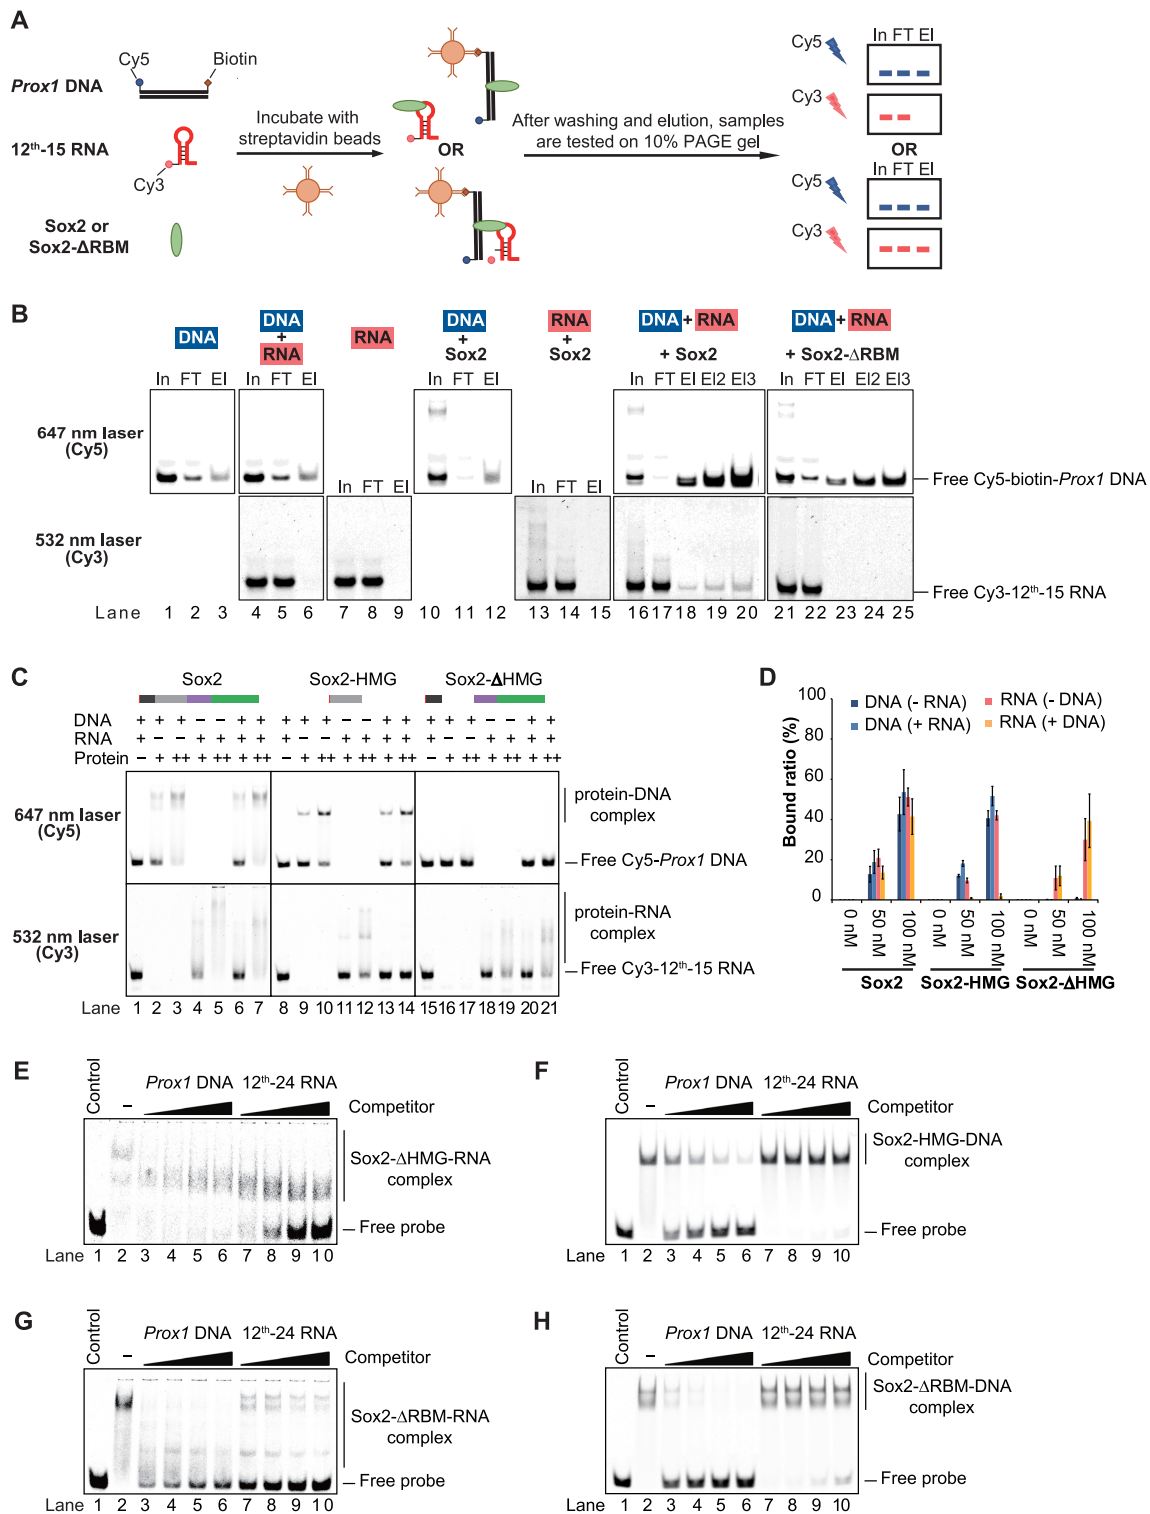 A
Cy5
Biotin
Prox1 DNA
12th-15 RNA
Cy3
Sox2 or
Sox2-ΔRBM
Incubate with
streptavidin beads
OR
After washing and elution, samples
are tested on 10% PAGE gel
Cy5
In FT El
Cy3
OR
Cy5
In FT El
Cy3
B
DNA
DNA
+
RNA
RNA
DNA
+
Sox2
RNA
+
Sox2
DNA + RNA
+ Sox2
DNA + RNA
+ Sox2-ΔRBM
In FT El In FT El In FT El In FT El El2 El3 In FT El El2 El3
647 nm laser
(Cy5)
Free Cy5-biotin-Prox1 DNA
In FT El In FT El
532 nm laser
(Cy3)
Free Cy3-12th-15 RNA
Lane 1 2 3 4 5 6 7 8 9 10 11 12 13 14 15 16 17 18 19 20 21 22 23 24 25
C
Sox2 Sox2-HMG Sox2-ΔHMG
DNA + + + − − + + + + + − − + + + + + − − + +
RNA + − − + + + + + − − + + + + + − − + + + +
Protein − + ++ + ++ + ++ − + ++ + ++ + ++ − + ++ + ++ + ++
647 nm laser
(Cy5)
protein-DNA
complex
Free Cy5-Prox1 DNA
532 nm laser
(Cy3)
protein-RNA
complex
Free Cy3-12th-15 RNA
Lane 1 2 3 4 5 6 7 8 9 10 11 12 13 14 15 16 17 18 19 20 21
D
DNA (- RNA)
RNA (- DNA)
DNA (+ RNA)
RNA (+ DNA)
Bound ratio (%)
100
80
60
40
20
0
0 nM 50 nM 100 nM 0 nM 50 nM 100 nM 0 nM 50 nM 100 nM
Sox2 Sox2-HMG Sox2-ΔHMG
E
Control
−
Prox1 DNA 12th-24 RNA
Competitor
Sox2-ΔHMG-RNA
complex
Free probe
Lane 1 2 3 4 5 6 7 8 9 10
F
Control
−
Prox1 DNA 12th-24 RNA
Competitor
Sox2-HMG-DNA
complex
Free probe
Lane 1 2 3 4 5 6 7 8 9 10
G
Control
−
Prox1 DNA 12th-24 RNA
Competitor
Sox2-ΔRBM-RNA
complex
Free probe
Lane 1 2 3 4 5 6 7 8 9 10
H
Control
−
Prox1 DNA 12th-24 RNA
Competitor
Sox2-ΔRBM-DNA
complex
Free probe
Lane 1 2 3 4 5 6 7 8 9 10